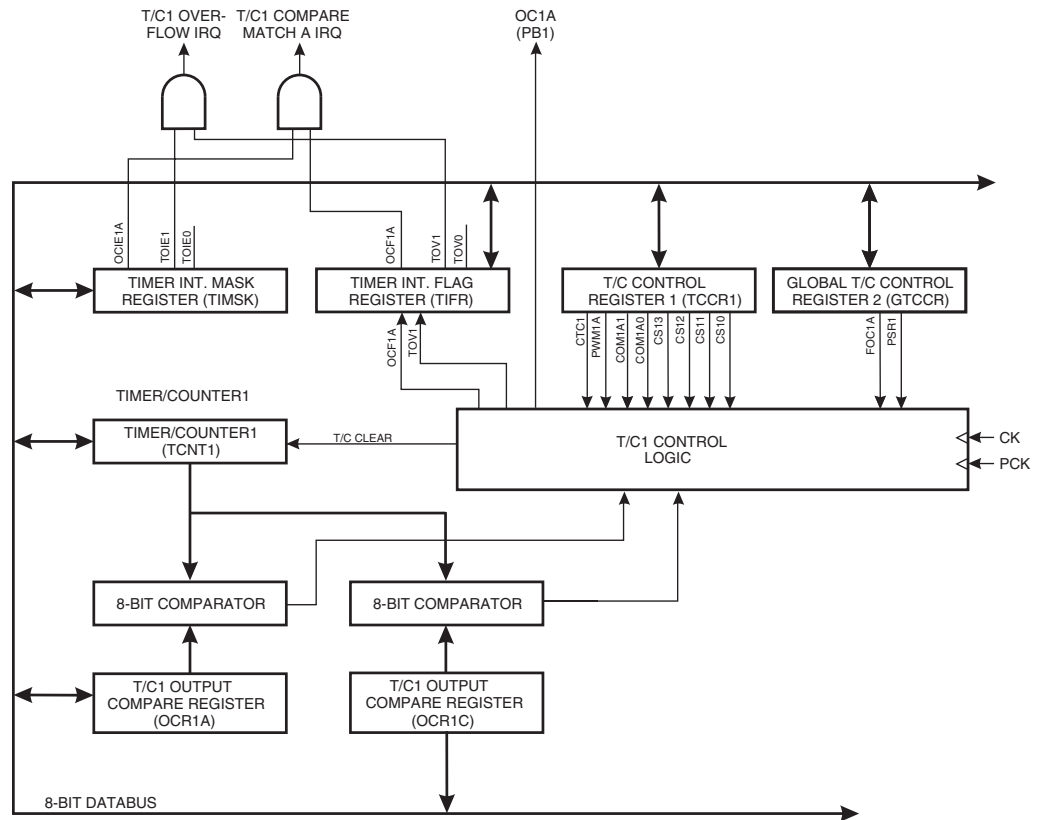 T/C1 OVER-
FLOW IRQ
T/C1 COMPARE
MATCH A IRQ
OC1A
(PB1)
OCIE1A
TOIE1
TOIE0
OCF1A
TOV1
TOV0
TIMER INT. MASK
REGISTER (TIMSK)
TIMER INT. FLAG
REGISTER (TIFR)
T/C CONTROL
REGISTER 1 (TCCR1)
GLOBAL T/C CONTROL
REGISTER 2 (GTCCR)
OCF1A
TOV1
CTC1
PWM1A
COM1A1
COM1A0
CS13
CS12
CS11
CS10
FOC1A
PSR1
TIMER/COUNTER1
TIMER/COUNTER1
(TCNT1)
T/C CLEAR
T/C1 CONTROL
LOGIC
CK
PCK
8-BIT COMPARATOR
8-BIT COMPARATOR
T/C1 OUTPUT
COMPARE REGISTER
(OCR1A)
T/C1 OUTPUT
COMPARE REGISTER
(OCR1C)
8-BIT DATABUS